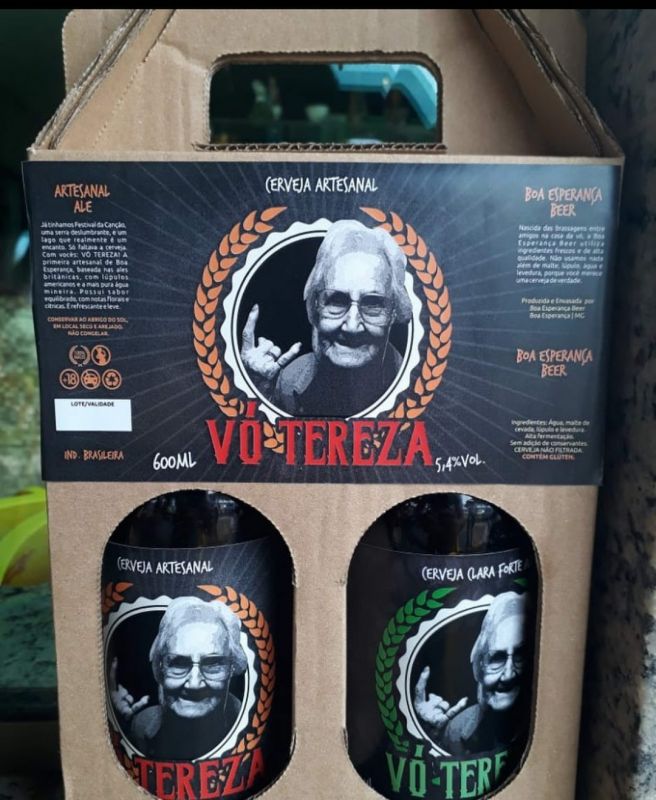 CERVEJA ARTESANAL
ARTESANAL
ALE
Já tínhamos Festival da Canção,
uma serra deslumbrante, e um
lago que realmente é um
encanto. Só faltava a cerveja.
Com vocês: VÓ TEREZA! A
primeira artesanal de Boa
Esperança, baseada nas ales
britânicas, com lúpulos
americanos e a mais pura água
mineira. Possui sabor
equilibrado, com notas florais e
cítricas. E refrescante e leve.
CONSERVAR AO ABRIGO DO SOL,
EM LOCAL SECO E AREJADO.
NÃO CONGELAR.
+18
LOTE/VALIDADE
IND. BRASILEIRA
600ML
VÓ TEREZA
5,4%VOL.
BOA ESPERANÇA
BEER
Nascida das brassagens entre
amigos na casa da vó, a Boa
Esperança Beer utiliza
ingredientes frescos e de alta
qualidade. Não usamos nada
além de malte, lúpulo, água e
levedura, porque você merece
uma cerveja de verdade.
Produzida e Envasada por
Boa Esperança Beer
Boa Esperança | MG
BOA ESPERANÇA
BEER
Ingredientes: Água, malte de
cevada, lúpulo e levedura.
Alta fermentação.
Sem adição de conservantes.
CERVEJA NÃO FILTRADA.
CONTÉM GLÚTEN.
CERVEJA ARTESANAL
TEREZA
CERVEJA CLARA FORTE
VÓ TERE